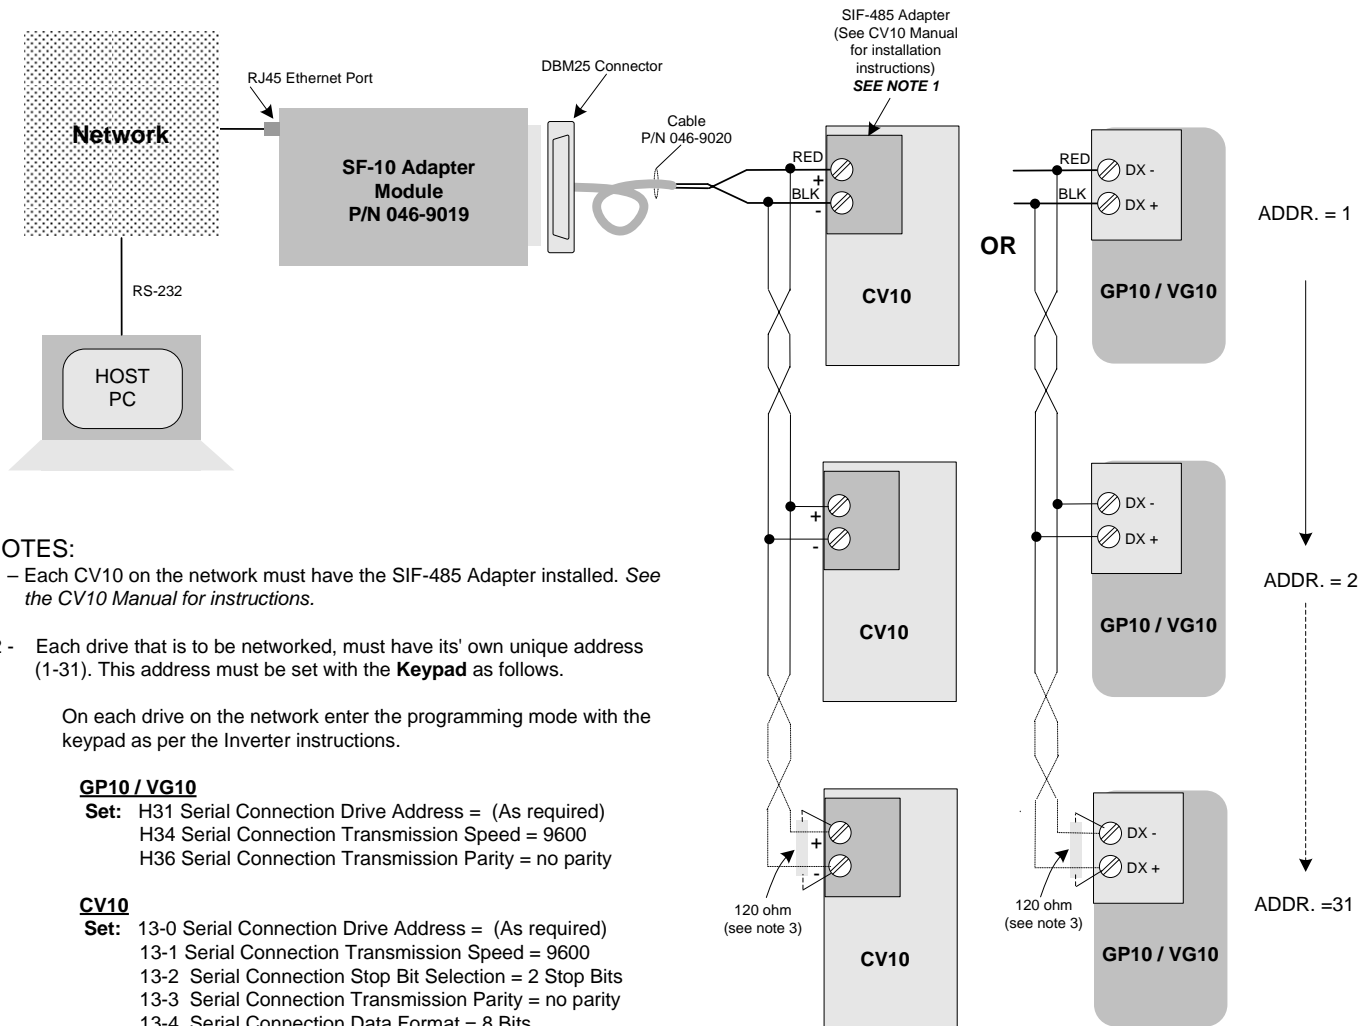 SIF-485 Adapter
(See CV10 Manual
for installation
instructions)
SEE NOTE 1
RJ45 Ethernet Port
DBM25 Connector
Cable
P/N 046-9020
Network
SF-10 Adapter
Module
P/N 046-9019
RED
+
BLK
-
CV10
OR
RED
DX -
BLK
DX +
GP10 / VG10
ADDR. = 1
RS-232
HOST
PC
+
-
CV10
DX -
DX +
GP10 / VG10
ADDR. = 2
OTES:
– Each CV10 on the network must have the SIF-485 Adapter installed. See
the CV10 Manual for instructions.
- Each drive that is to be networked, must have its' own unique address
(1-31). This address must be set with the Keypad as follows.
On each drive on the network enter the programming mode with the
keypad as per the Inverter instructions.
GP10 / VG10
Set: H31 Serial Connection Drive Address = (As required)
H34 Serial Connection Transmission Speed = 9600
H36 Serial Connection Transmission Parity = no parity
CV10
Set: 13-0 Serial Connection Drive Address = (As required)
13-1 Serial Connection Transmission Speed = 9600
13-2 Serial Connection Stop Bit Selection = 2 Stop Bits
13-3 Serial Connection Transmission Parity = no parity
13-4 Serial Connection Data Format = 8 Bits
+
-
120 ohm
(see note 3)
CV10
DX -
DX +
120 ohm
(see note 3)
GP10 / VG10
ADDR. =31